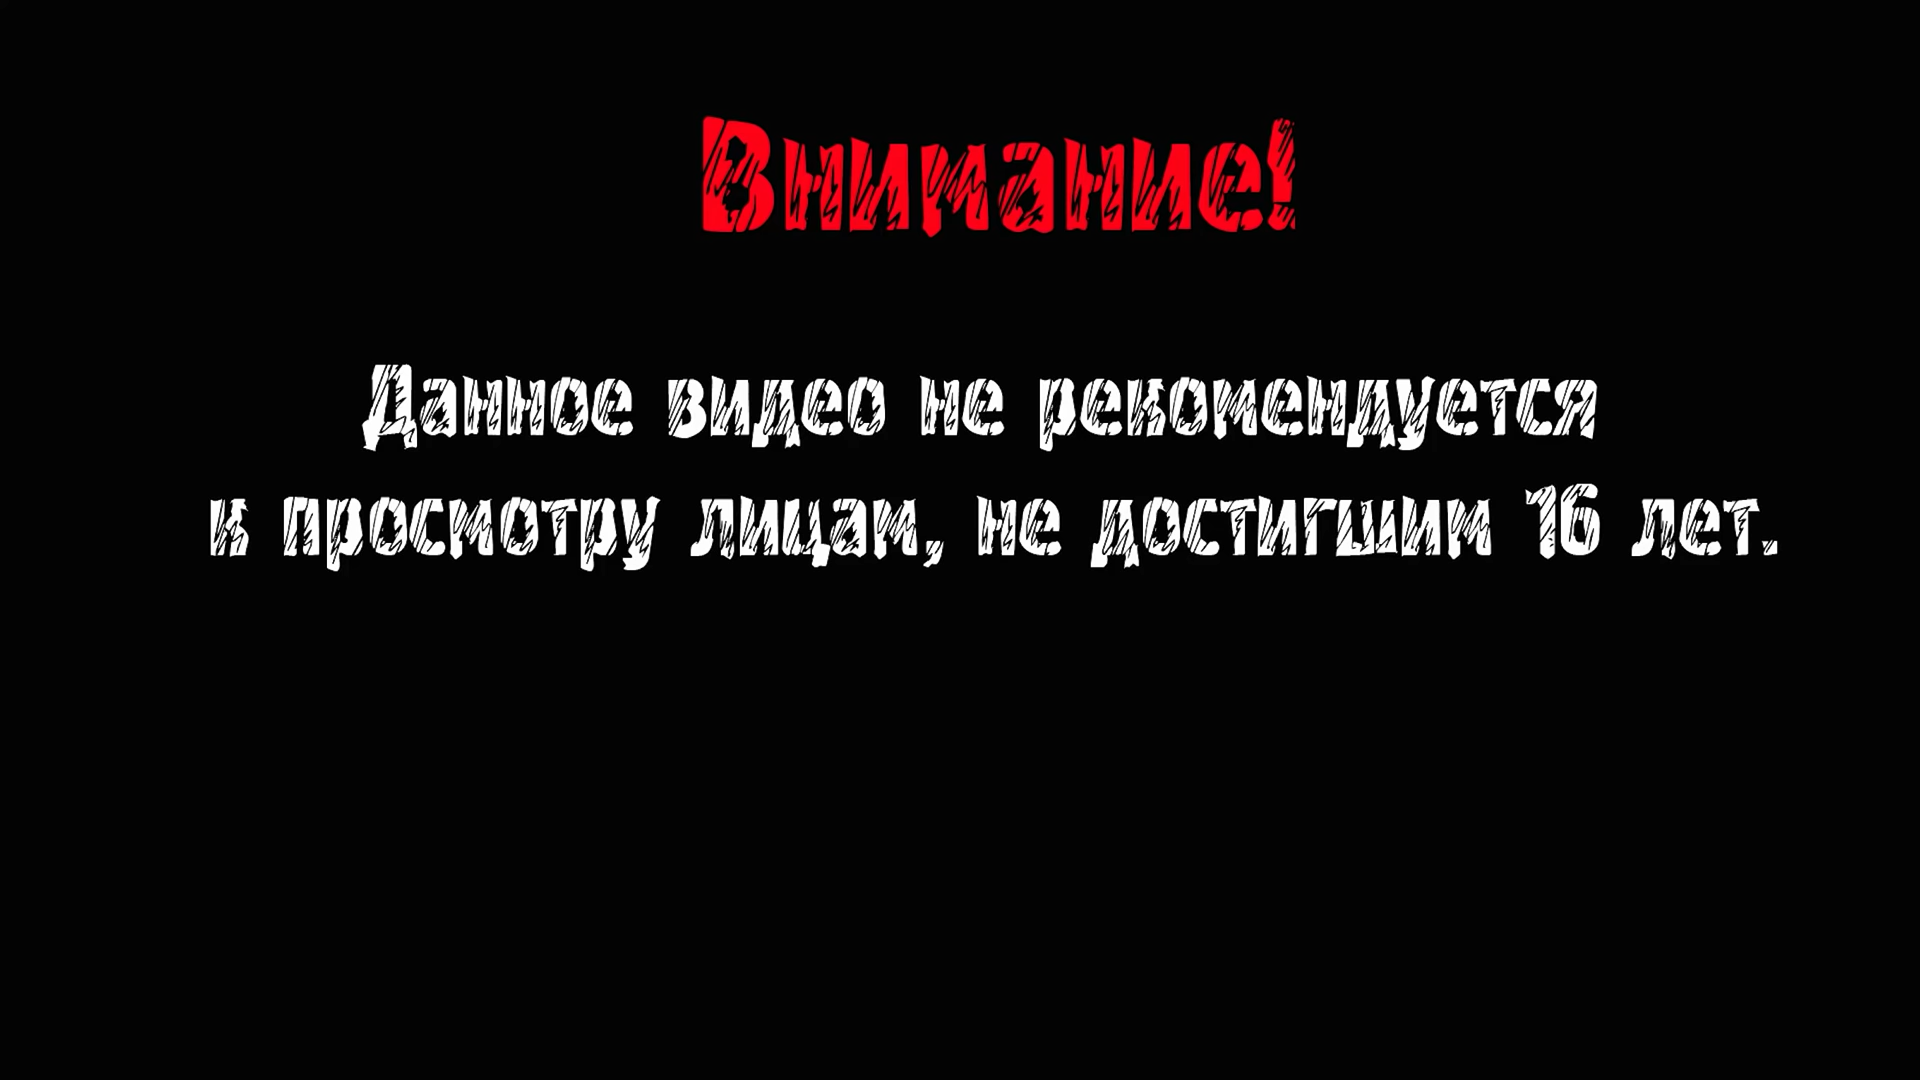 Внимание!
Данное видео не рекомендуется
к просмотру лицам, не достигшим 16 лет.